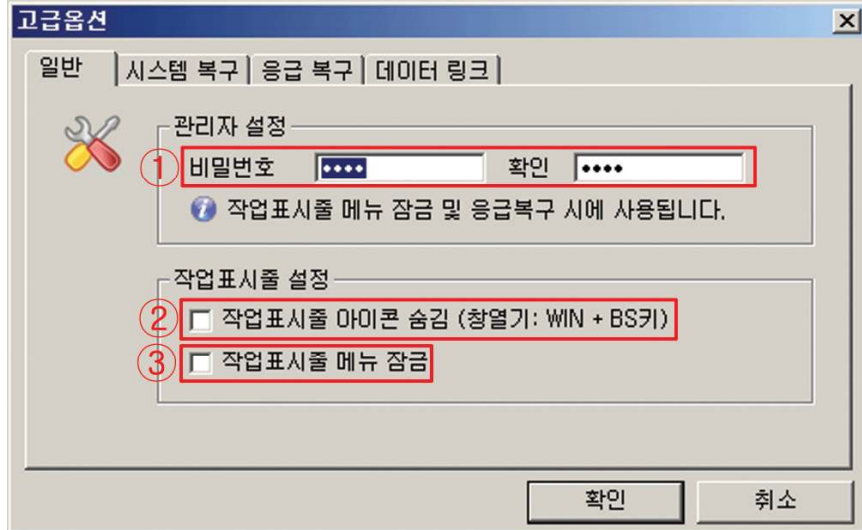 고급옵션
일반 시스템 복구 응급 복구 데이터 링크
관리자 설정
① 비밀번호 •••• 확인 ••••
작업표시줄 메뉴 잠금 및 응급복구 시에 사용됩니다.
작업표시줄 설정
② 작업표시줄 아이콘 숨김 (창열기: WIN + BS키)
③ 작업표시줄 메뉴 잠금
확인 취소